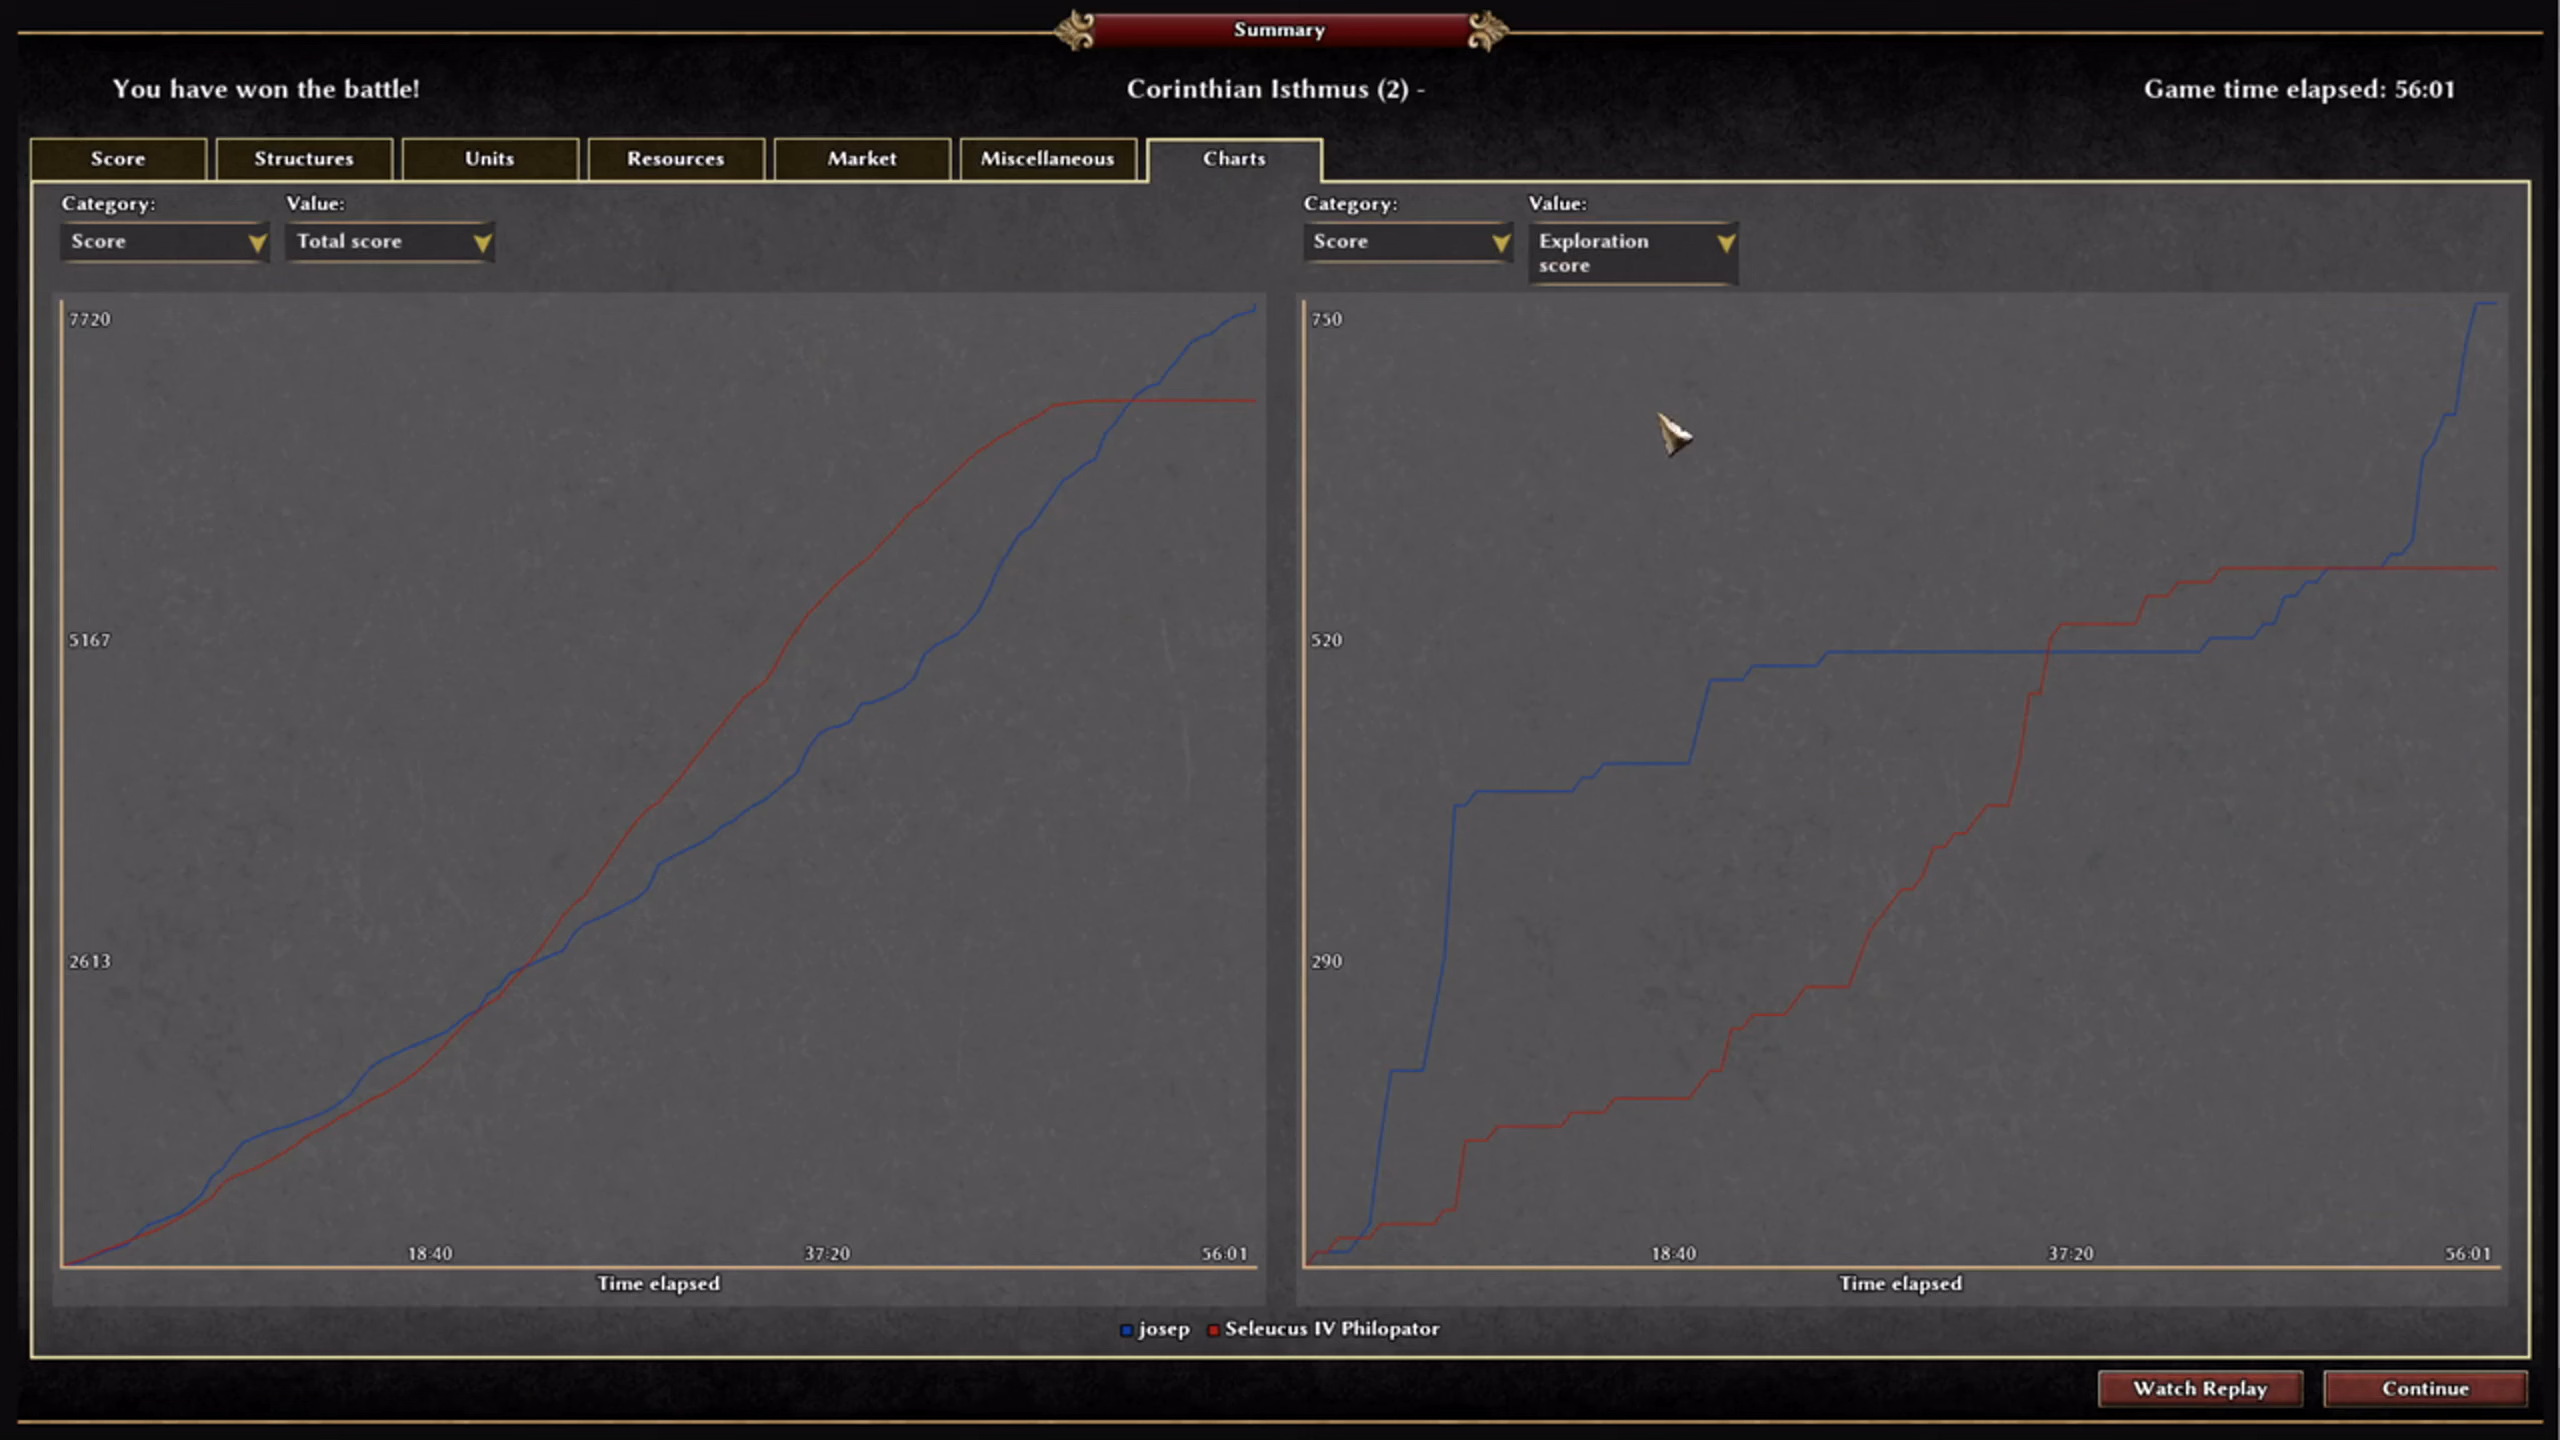 Summary
You have won the battle!
Corinthian Isthmus (2) -
Game time elapsed: 56:01
Score
Structures
Units
Resources
Market
Miscellaneous
Charts
Category:
Value:
Score
Total score
Category:
Value:
Score
Exploration
score
7720
5167
2613
18:40
37:20
56:01
Time elapsed
750
520
290
18:40
37:20
56:01
Time elapsed
josep
Seleucus IV Philopator
Watch Replay
Continue